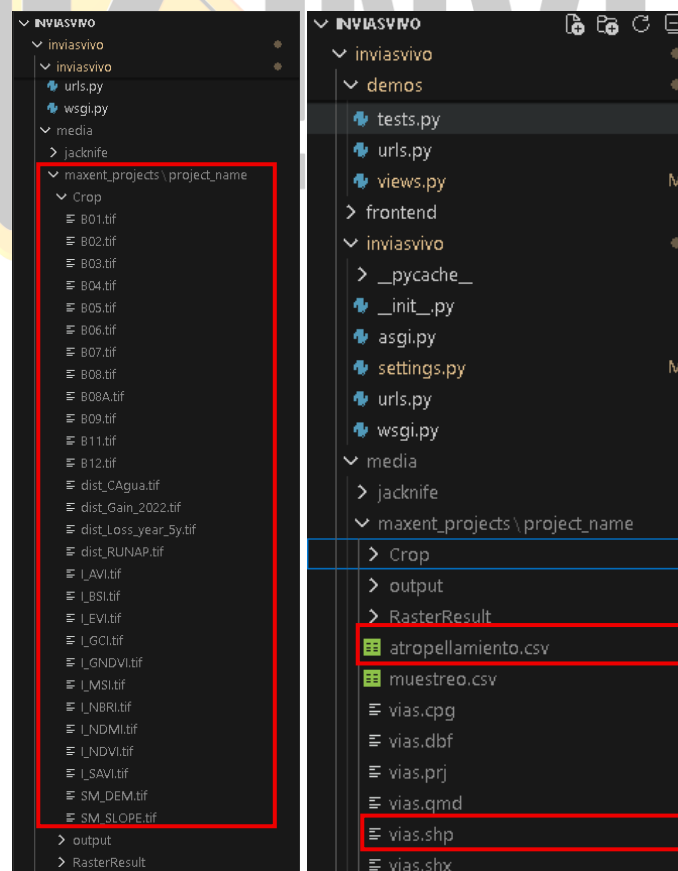 INVIASVIVO
inviasvivo
inviasvivo
urls.py
wsgi.py
media
jacknife
maxent_projects \ project_name
Crop
B01.tif
B02.tif
B03.tif
B04.tif
B05.tif
B06.tif
B07.tif
B08.tif
B08A.tif
B09.tif
B11.tif
B12.tif
dist_CAgua.tif
dist_Gain_2022.tif
dist_Loss_year_5y.tif
dist_RUNAP.tif
I_AVI.tif
I_BSI.tif
I_EVI.tif
I_GCI.tif
I_GNDVI.tif
I_MSI.tif
I_NBRI.tif
I_NDMI.tif
I_NDVI.tif
I_SAVI.tif
SM_DEM.tif
SM_SLOPE.tif
output
RasterResult
INVIASVIVO
inviasvivo
demos
tests.py
urls.py
views.py M
frontend
inviasvivo
__pycache__
__init__.py
asgi.py
settings.py M
urls.py
wsgi.py
media
jacknife
maxent_projects \ project_name
Crop
output
RasterResult
atropellamiento.csv
muestreo.csv
vias.cpg
vias.dbf
vias.prj
vias.qmd
vias.shp
vias.shx